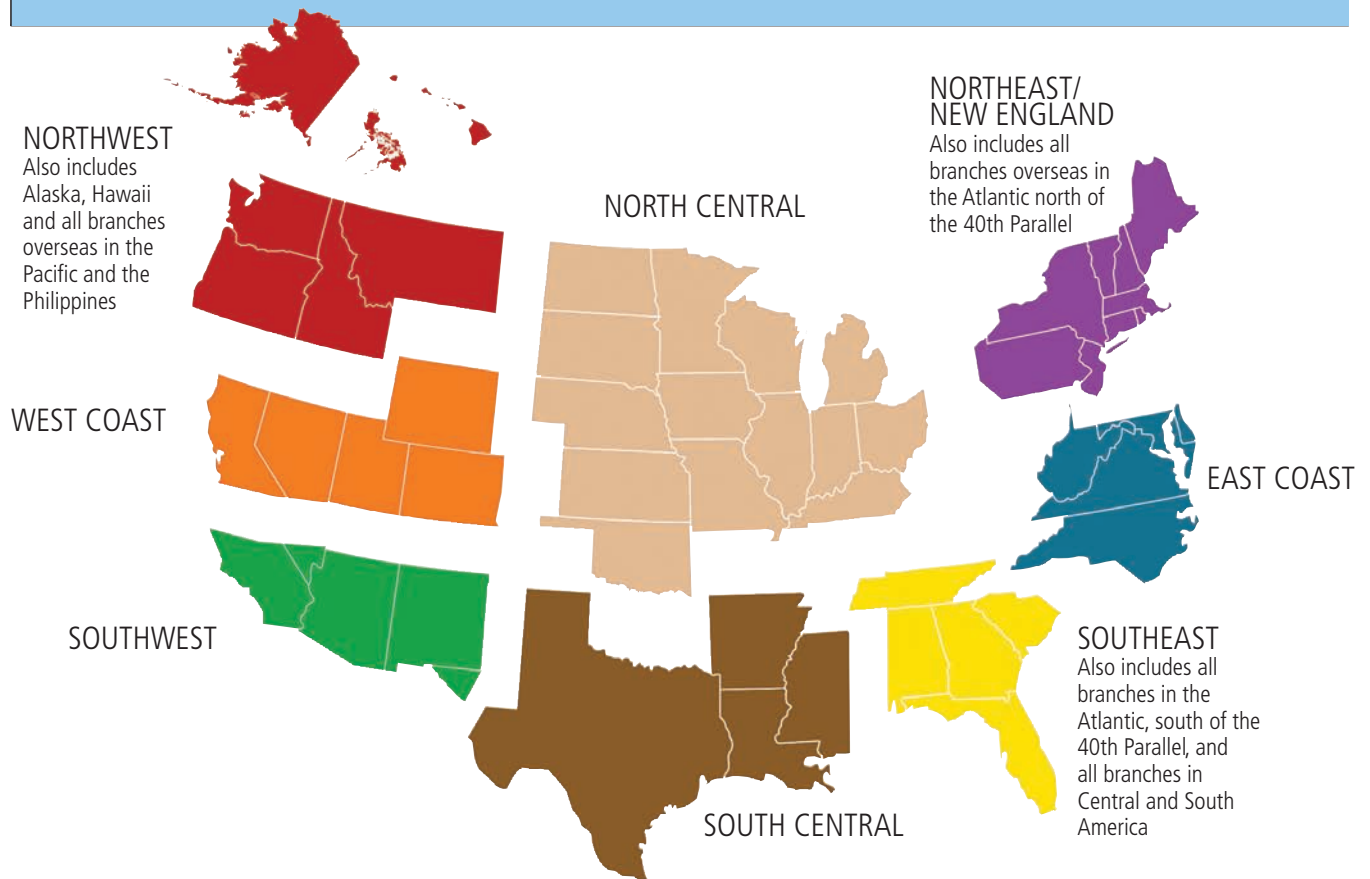 NORTHWEST
Also includes
Alaska, Hawaii
and all branches
overseas in the
Pacific and the
Philippines
NORTHEAST/
NEW ENGLAND
Also includes all
branches overseas in
the Atlantic north of
the 40th Parallel
NORTH CENTRAL
WEST COAST
EAST COAST
SOUTHWEST
SOUTHEAST
Also includes all
branches in the
Atlantic, south of the
40th Parallel, and
all branches in
Central and South
America
SOUTH CENTRAL